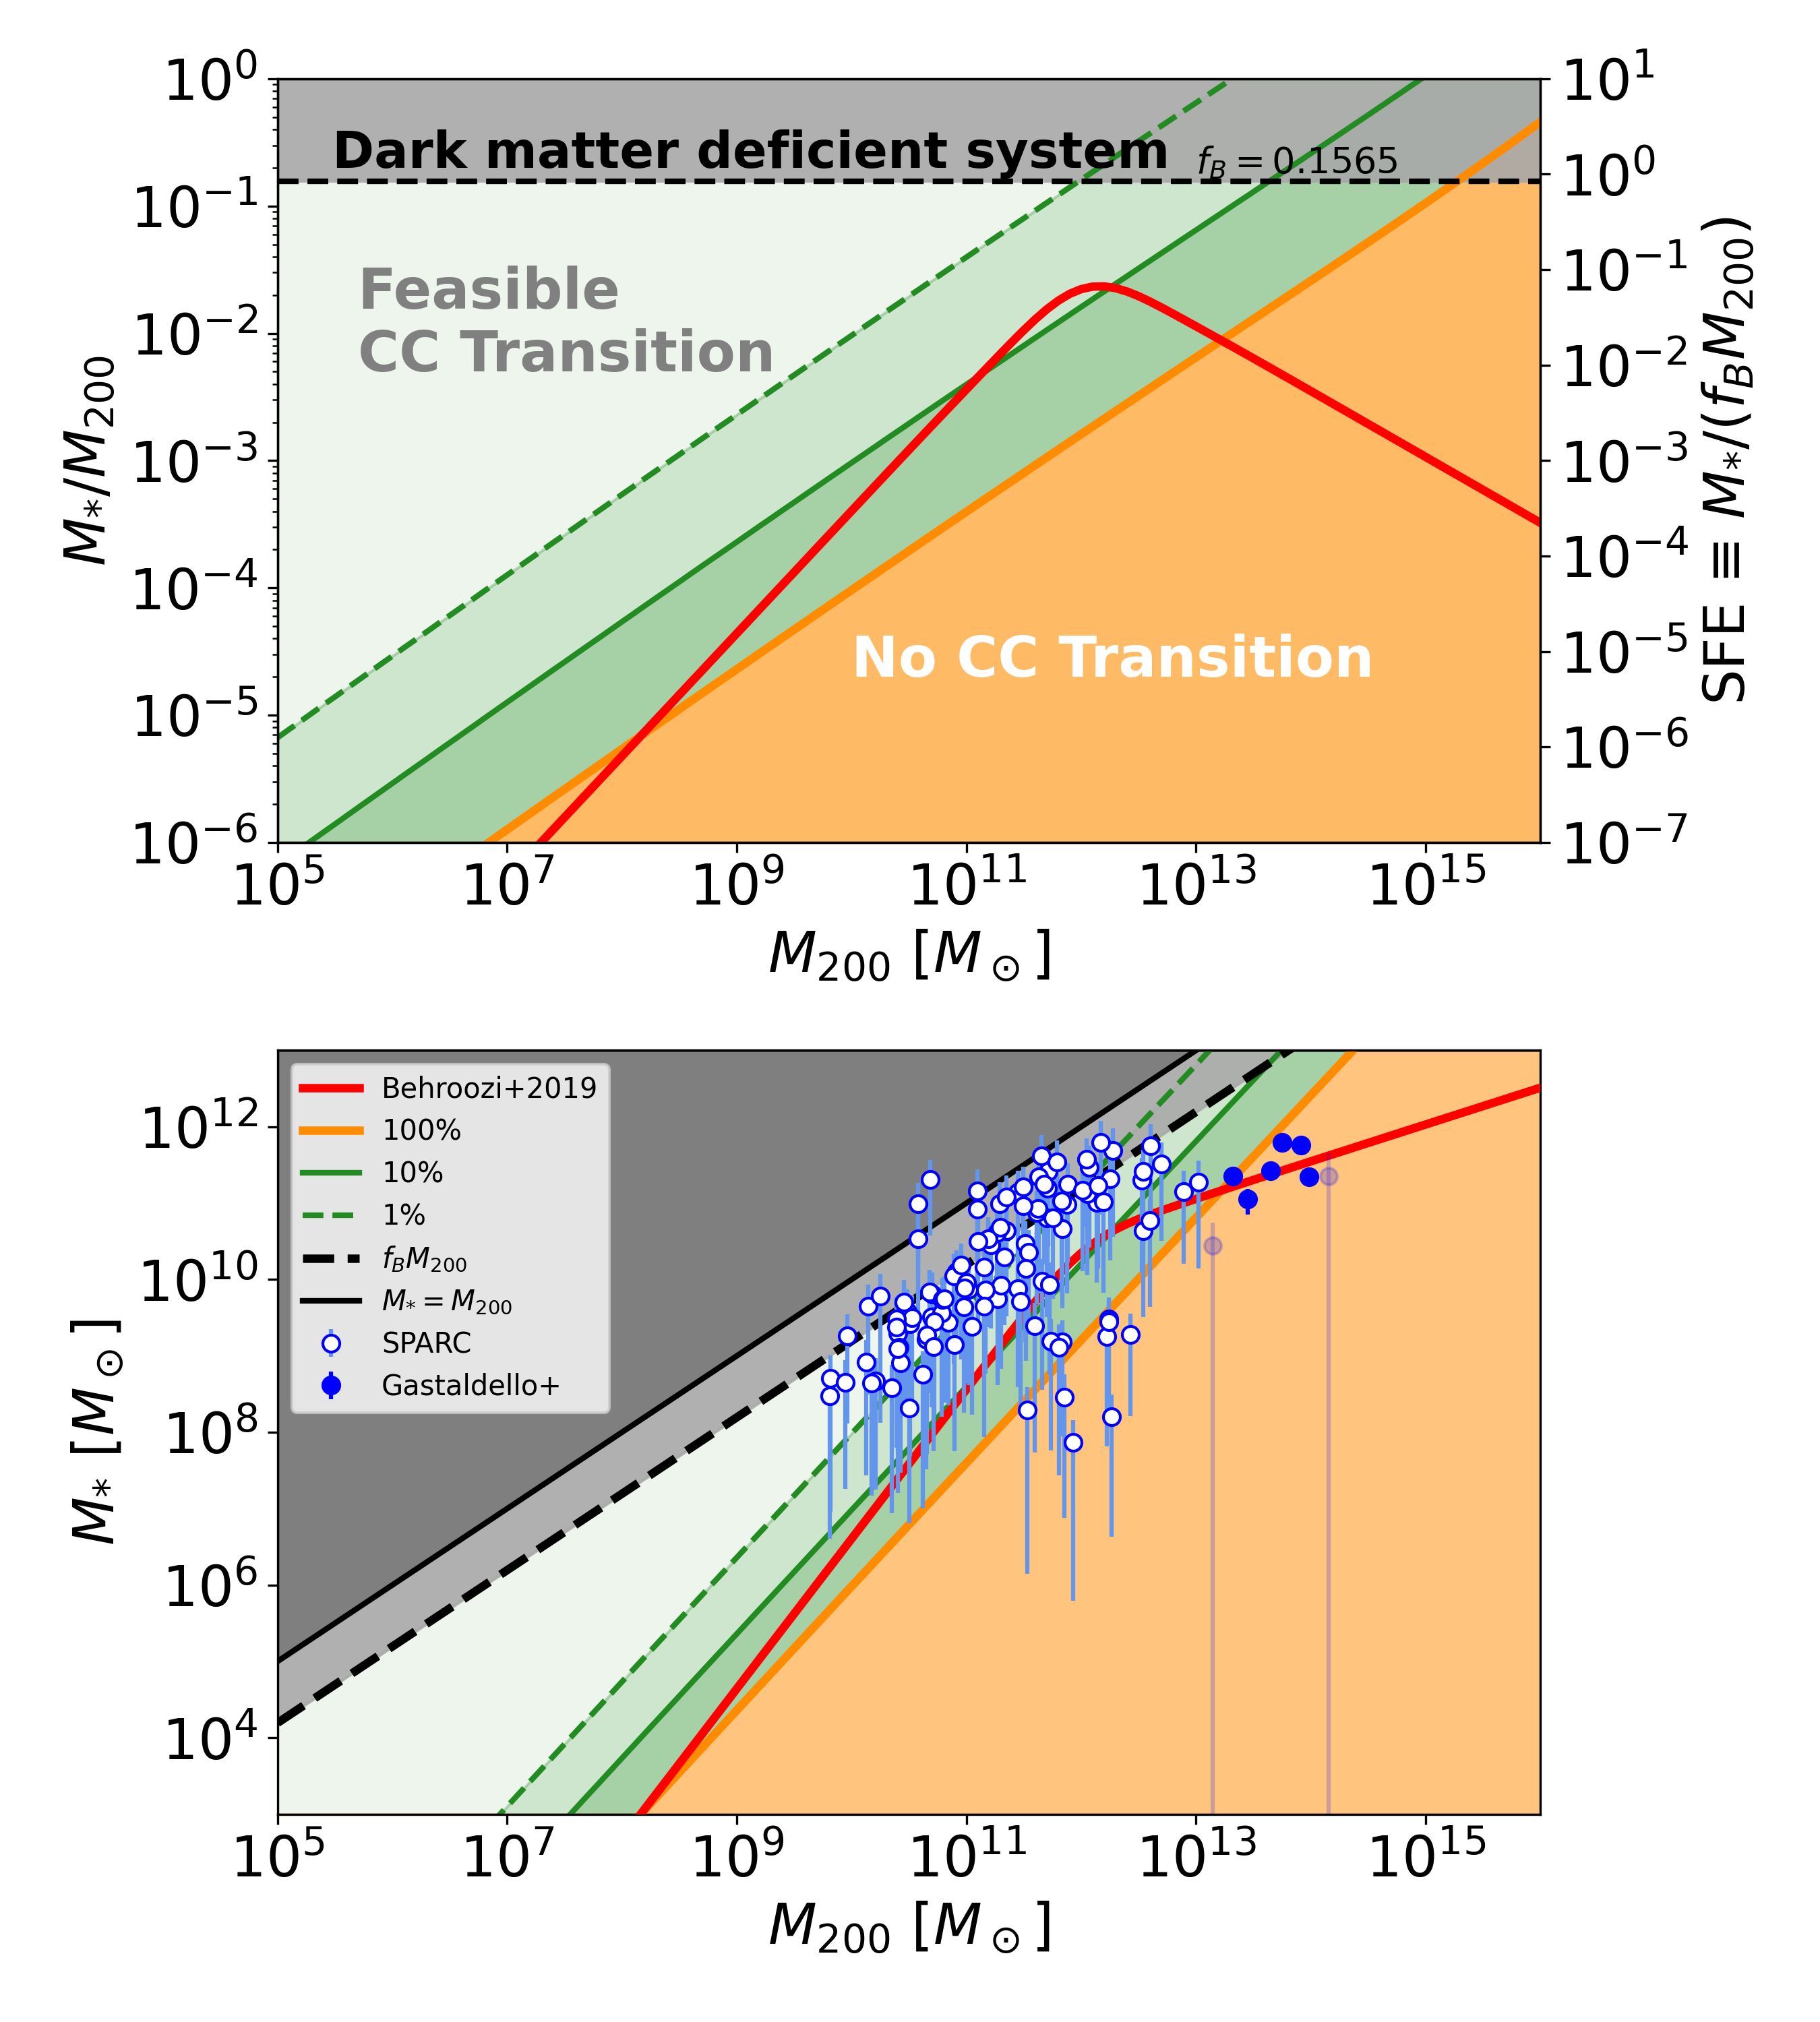 10^0
10^1
Dark matter deficient system
f_B = 0.1565
10^-1
10^0
Feasible
CC Transition
10^-2
10^-1
10^-3
10^-2
10^-4
10^-3
10^-5
10^-4
10^-6
10^-5
10^-6
10^-7
No CC Transition
M_*/M_200
SFE ≡ M_*/(f_B M_200)
10^5 10^7 10^9 10^11 10^13 10^15
M_200 [M_⊙]
Behroozi+2019
100%
10%
1%
f_B M_200
M_* = M_200
SPARC
Gastaldello+
10^12
10^10
10^8
10^6
10^4
M_* [M_⊙]
10^5 10^7 10^9 10^11 10^13 10^15
M_200 [M_⊙]